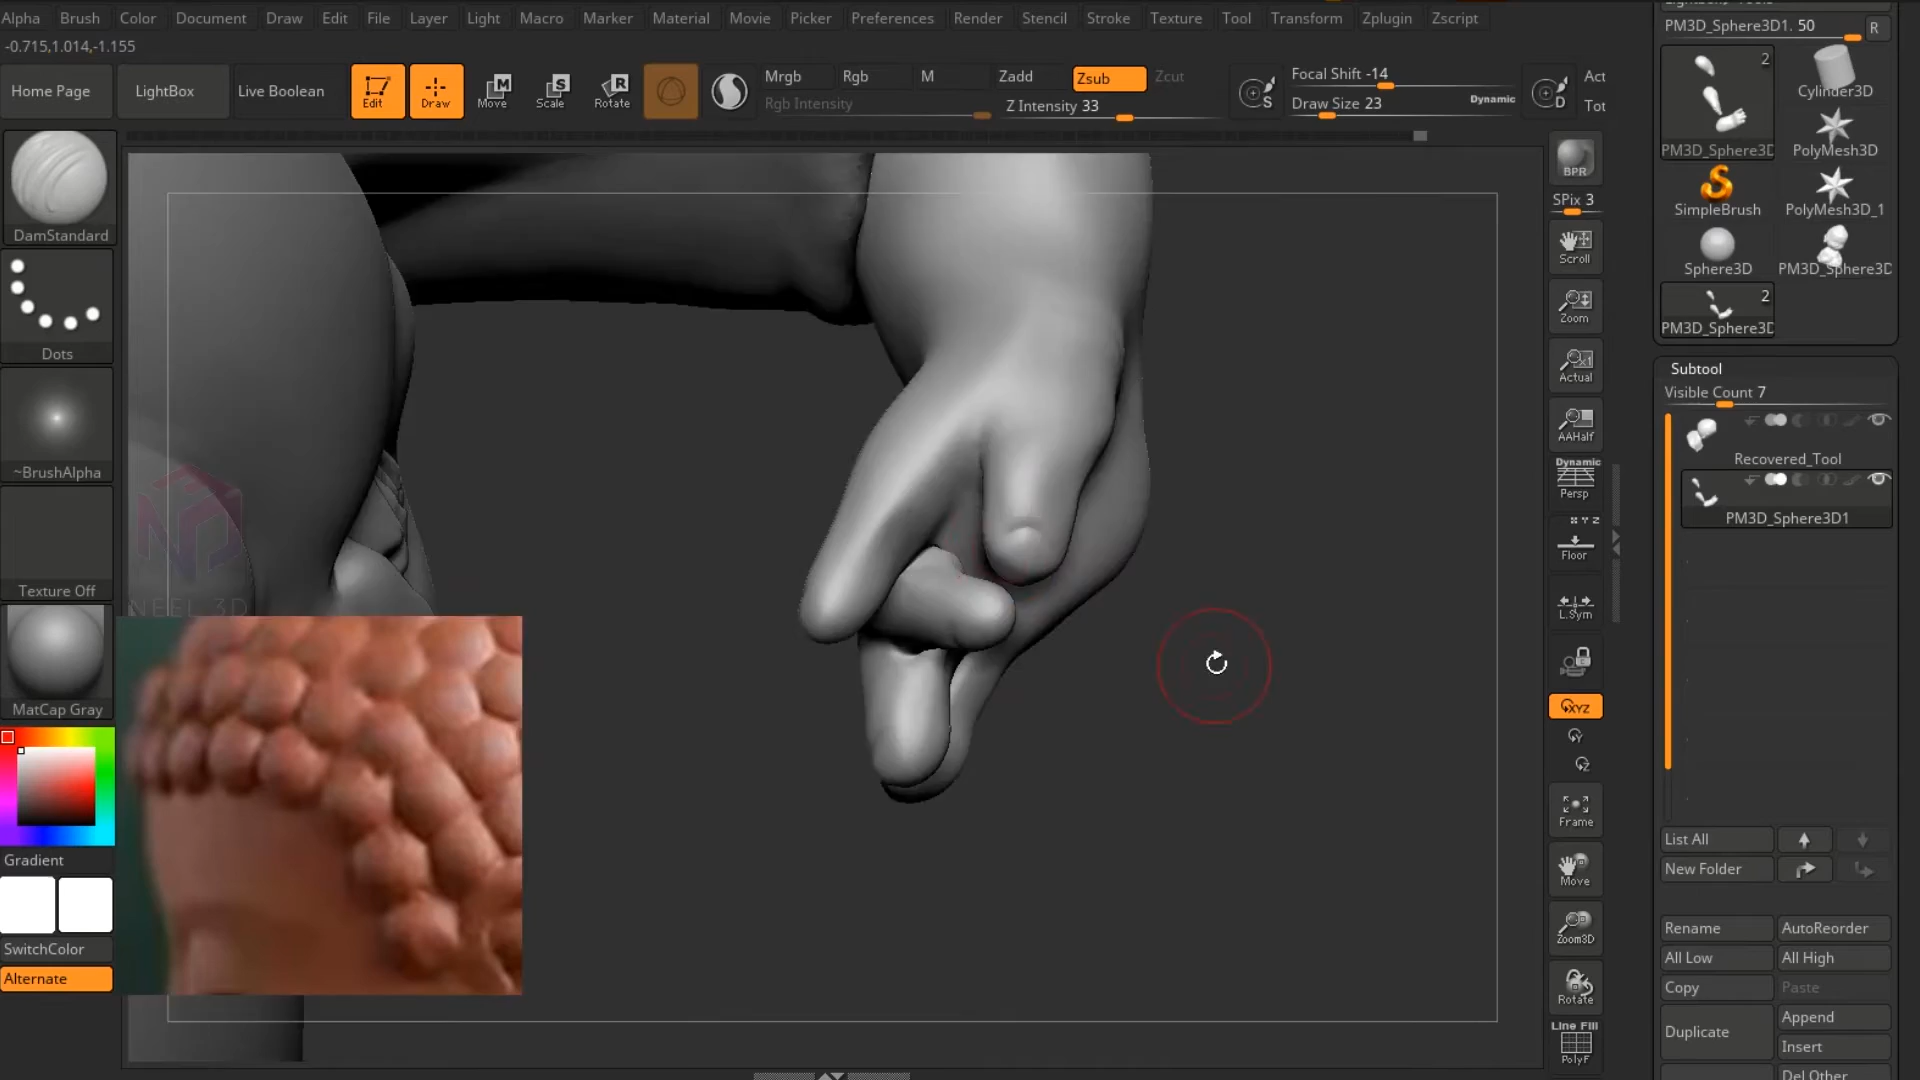 Alpha Brush Color Document Draw Edit File Layer Light Macro Marker Material Movie Picker Preferences Render Stencil Stroke Texture Tool Transform Zplugin Zscript
-0.715,1.014,-1.155
Home Page
LightBox
Live Boolean
Edit
Draw
Move
Scale
Rotate
Mrgb Rgb M
Rgb Intensity
Zadd Zsub Zcut
Z Intensity 33
Focal Shift -14
Draw Size 23
Dynamic
S
D
Act
Tot
DamStandard
Dots
~BrushAlpha
Texture Off
MatCap Gray
Gradient
SwitchColor
Alternate
NEEL 3D
BPR
SPix 3
Scroll
Zoom
Actual
AAHalf
Dynamic
Persp
X Y Z
Floor
L.Sym
XYZ
Y
Z
Frame
Move
Zoom3D
Rotate
Line Fill
PolyF
PM3D_Sphere3D1. 50
R
2
PM3D_Sphere3D
Cylinder3D
PolyMesh3D
SimpleBrush
PolyMesh3D_1
Sphere3D
PM3D_Sphere3D
2
PM3D_Sphere3D
Subtool
Visible Count 7
Recovered_Tool
PM3D_Sphere3D1
List All
New Folder
Rename
AutoReorder
All Low
All High
Copy
Paste
Duplicate
Append
Insert
Del Other